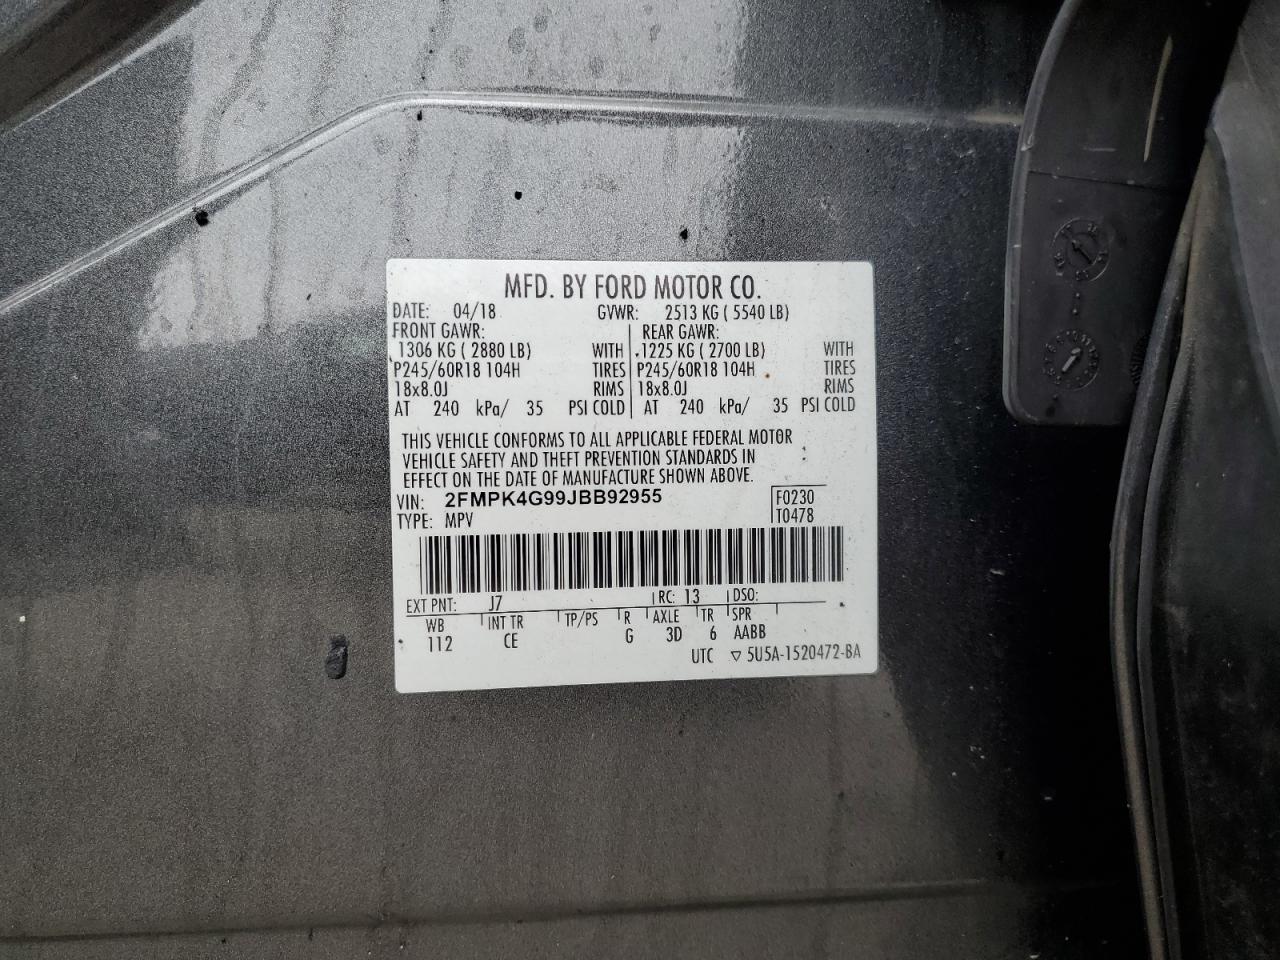 MFD. BY FORD MOTOR CO.
DATE: 04/18 GVWR: 2513 KG ( 5540 LB)
FRONT GAWR: REAR GAWR:
1306 KG ( 2880 LB) WITH 1225 KG ( 2700 LB) WITH
P245/60R18 104H TIRES P245/60R18 104H TIRES
18x8.0J RIMS 18x8.0J RIMS
AT 240 kPa/ 35 PSI COLD AT 240 kPa/ 35 PSI COLD
THIS VEHICLE CONFORMS TO ALL APPLICABLE FEDERAL MOTOR
VEHICLE SAFETY AND THEFT PREVENTION STANDARDS IN
EFFECT ON THE DATE OF MANUFACTURE SHOWN ABOVE.
VIN: 2FMPK4G99JBB92955 F0230
TYPE: MPV T0478
EXT PNT: J7 RC: 13 DSO:
WB INT TR TP/PS R AXLE TR SPR
112 CE G 3D 6 AABB
UTC ▽ 5U5A-1520472-BA